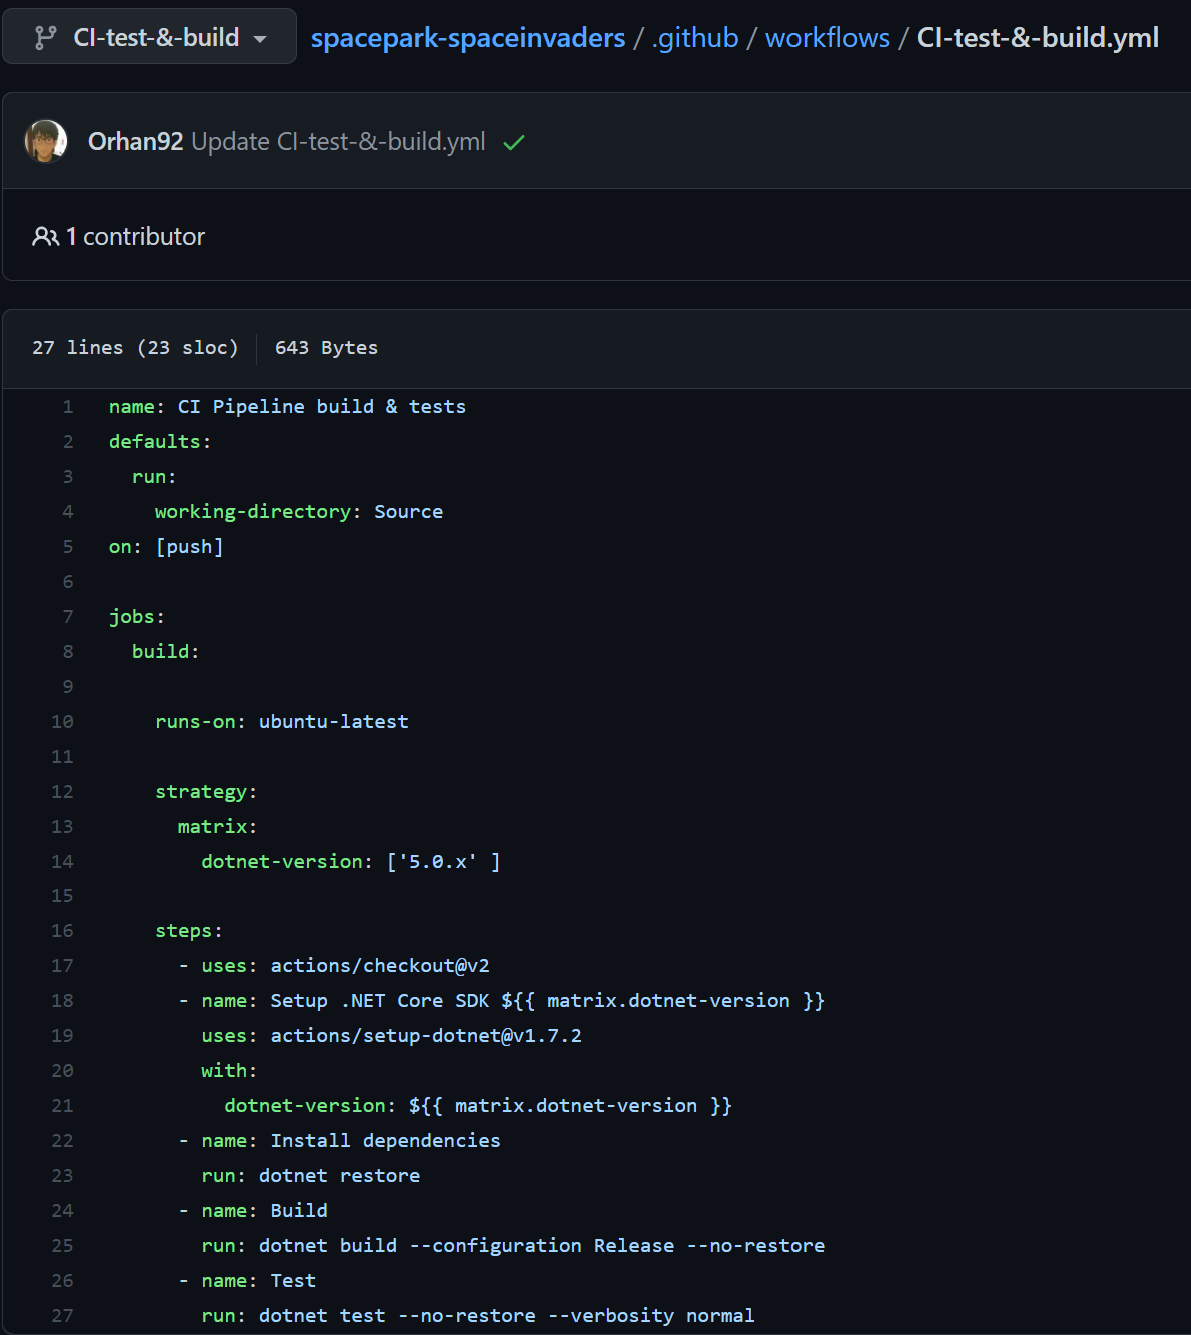 CI-test-&-build spacepark-spaceinvaders / .github / workflows / CI-test-&-build.yml
Orhan92 Update CI-test-&-build.yml
1 contributor
27 lines (23 sloc) 643 Bytes
1 name: CI Pipeline build & tests
2 defaults:
3   run:
4     working-directory: Source
5 on: [push]
6
7 jobs:
8   build:
9
10     runs-on: ubuntu-latest
11
12     strategy:
13       matrix:
14         dotnet-version: ['5.0.x' ]
15
16     steps:
17       - uses: actions/checkout@v2
18       - name: Setup .NET Core SDK ${{ matrix.dotnet-version }}
19         uses: actions/setup-dotnet@v1.7.2
20         with:
21           dotnet-version: ${{ matrix.dotnet-version }}
22       - name: Install dependencies
23         run: dotnet restore
24       - name: Build
25         run: dotnet build --configuration Release --no-restore
26       - name: Test
27         run: dotnet test --no-restore --verbosity normal